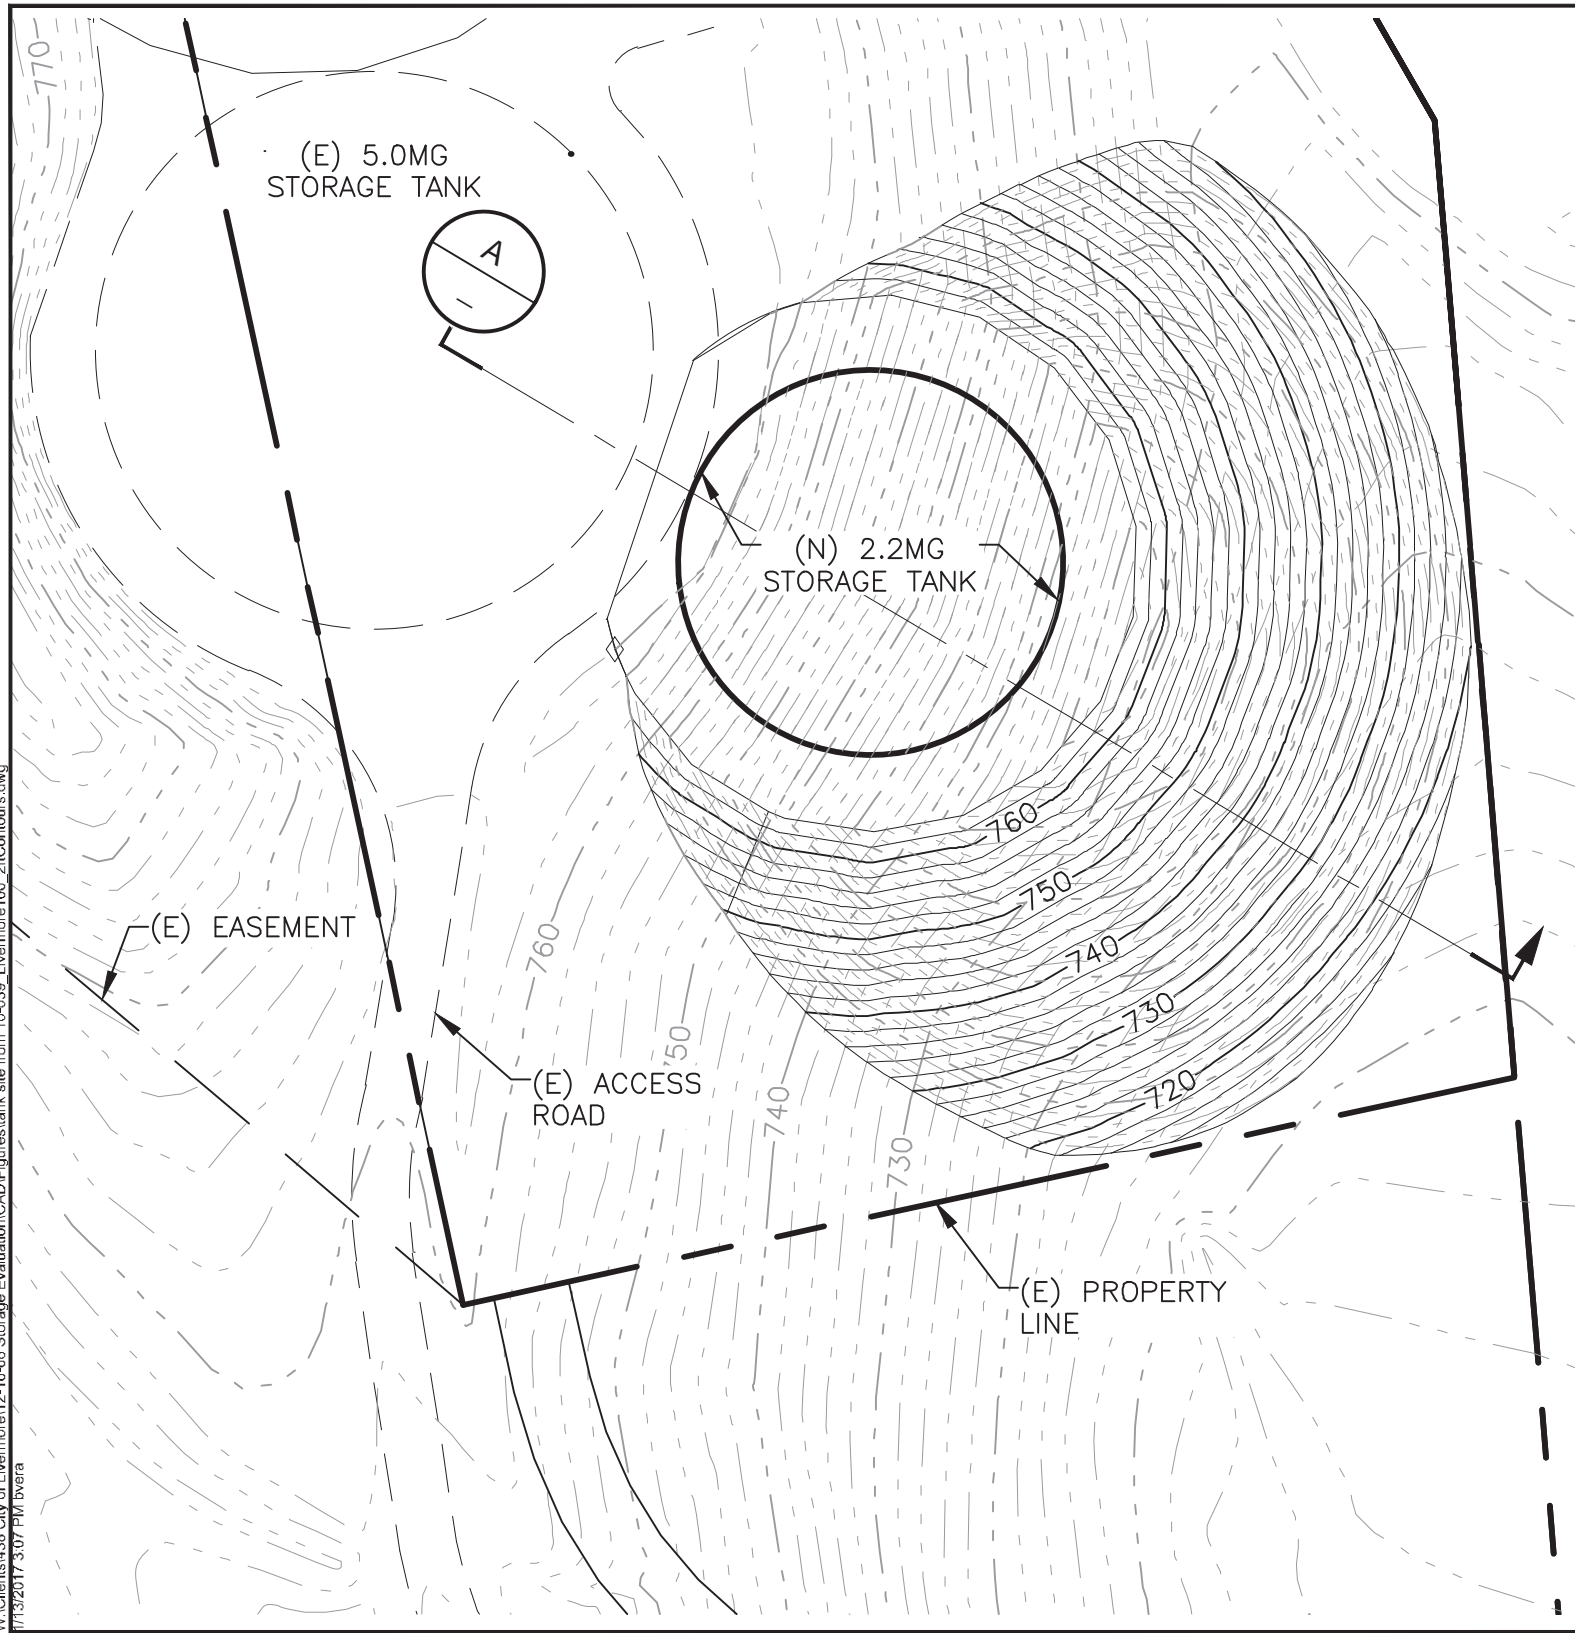 770
(E) 5.0MG
STORAGE TANK
A
(N) 2.2MG
STORAGE TANK
760
750
740
730
720
(E) EASEMENT
760
740
730
(E) ACCESS
ROAD
(E) PROPERTY
LINE
1/13/2017 3:07 PM bvera